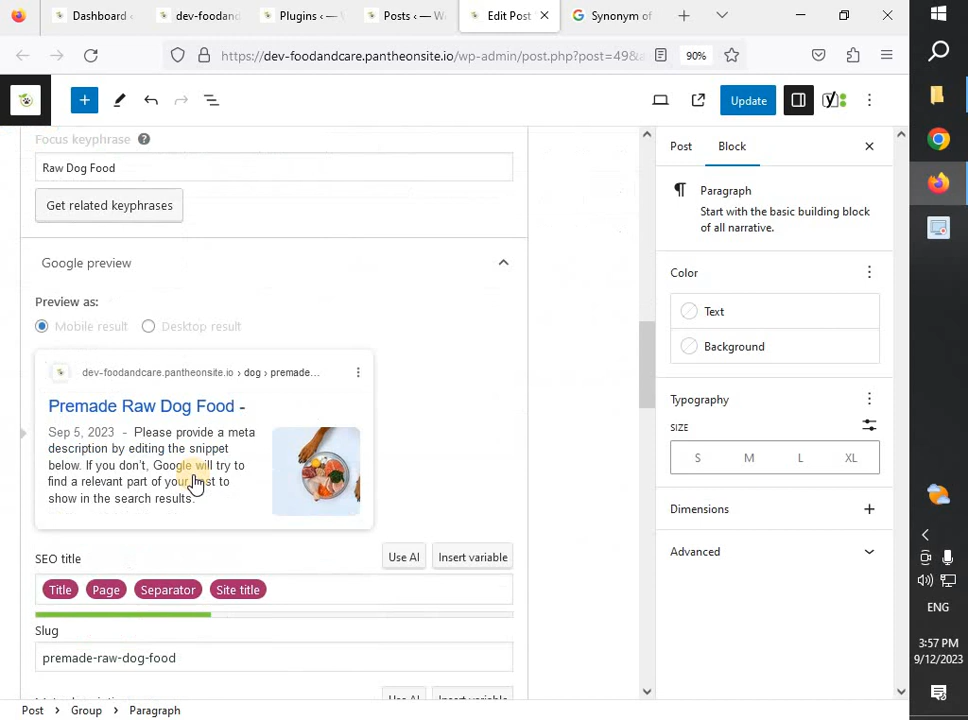 Dashboard ‹
dev-foodand
Plugins ‹ — W
Posts ‹ — W
Edit Post
Synonym of
https://dev-foodandcare.pantheonsite.io/wp-admin/post.php?post=49&a
90%
Update
Focus keyphrase
Raw Dog Food
Get related keyphrases
Google preview
Preview as:
Mobile result
Desktop result
dev-foodandcare.pantheonsite.io › dog › premade...
Premade Raw Dog Food -
Sep 5, 2023 - Please provide a meta
description by editing the snippet
below. If you don't, Google will try to
find a relevant part of your post to
show in the search results.
SEO title
Use AI
Insert variable
Title
Page
Separator
Site title
Slug
premade-raw-dog-food
Meta description
Use AI
Insert variable
Post
Block
Paragraph
Start with the basic building block
of all narrative.
Color
Text
Background
Typography
SIZE
S
M
L
XL
Dimensions
Advanced
Post
Group
Paragraph
ENG
3:57 PM
9/12/2023